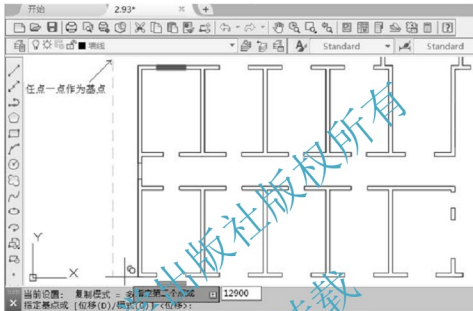 开始
2.93*
墙线
Standard
Standard
任点一点作为基点
出版社版权所有
下载
Y
X
当前设置: 复制模式 = 多
指定第二个点或
12900
指定基点或 [位移(D)/模式(O)] <位移>: